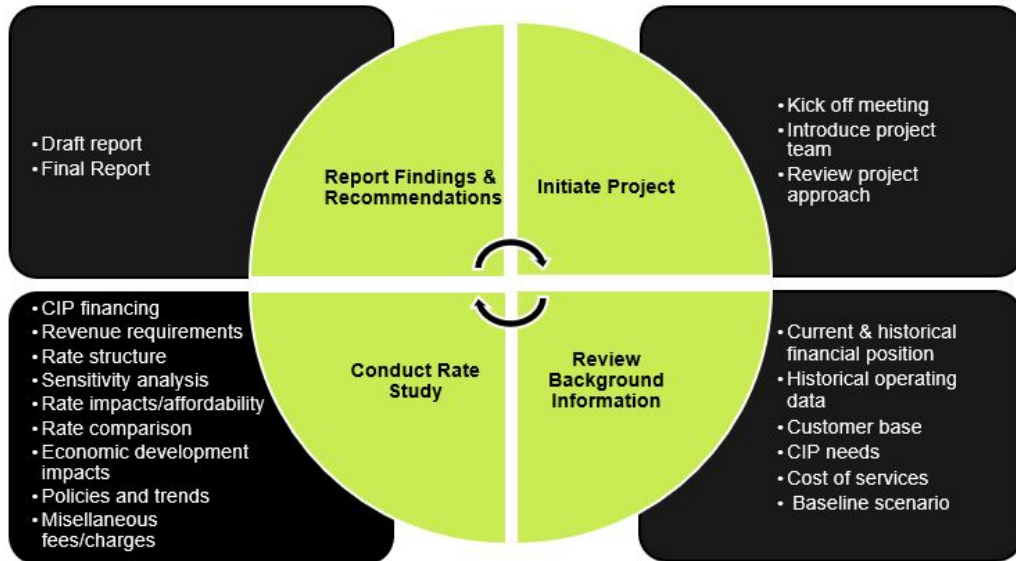 • Draft report
• Final Report
Report Findings &
Recommendations
Initiate Project
• Kick off meeting
• Introduce project
team
• Review project
approach
• CIP financing
• Revenue requirements
• Rate structure
• Sensitivity analysis
• Rate impacts/affordability
• Rate comparison
• Economic development
impacts
• Policies and trends
• Misellaneous
fees/charges
Conduct Rate
Study
Review
Background
Information
• Current & historical
financial position
• Historical operating
data
• Customer base
• CIP needs
• Cost of services
• Baseline scenario